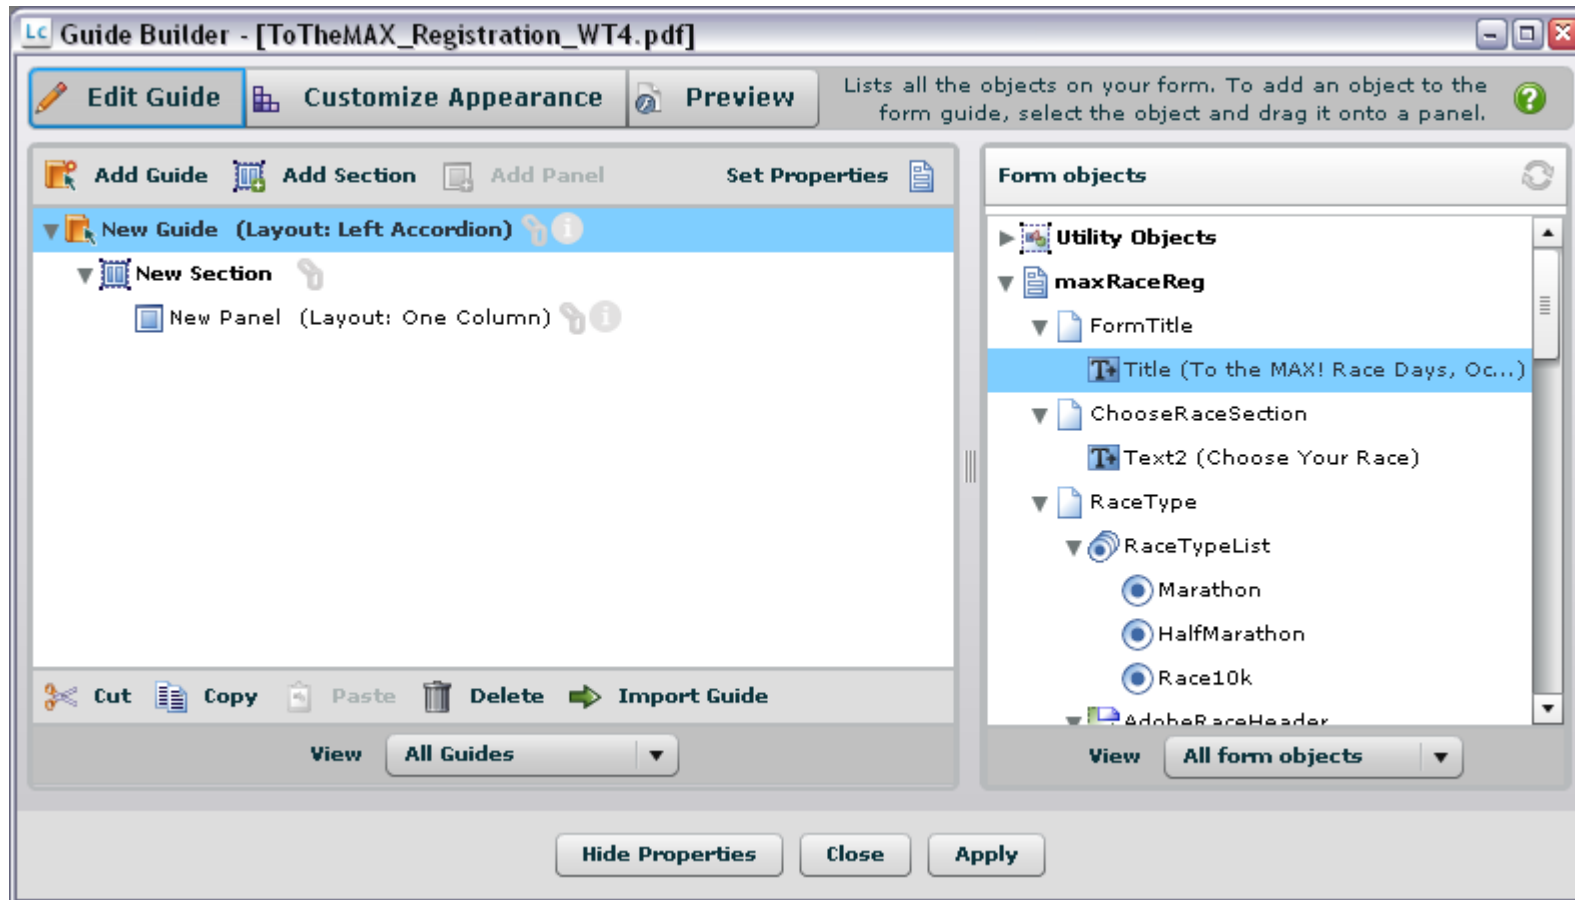 Lc Guide Builder - [ToTheMAX_Registration_WT4.pdf]
Edit Guide Customize Appearance Preview
Lists all the objects on your form. To add an object to the
form guide, select the object and drag it onto a panel.
?
Add Guide Add Section Add Panel Set Properties
New Guide (Layout: Left Accordion) i
New Section
New Panel (Layout: One Column) i
Cut Copy Paste Delete Import Guide
View All Guides
Form objects
Utility Objects
maxRaceReg
FormTitle
T Title (To the MAX! Race Days, Oc...)
ChooseRaceSection
T Text2 (Choose Your Race)
RaceType
RaceTypeList
Marathon
HalfMarathon
Race10k
AdobeRaceHeader
View All form objects
Hide Properties Close Apply